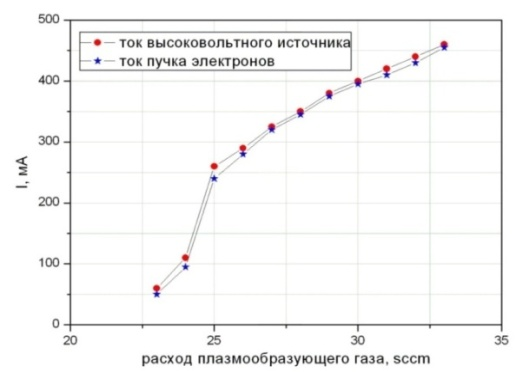 500
400
300
200
100
0
I, мА
ток высоковольтного источника
ток пучка электронов
20
25
30
35
расход плазмообразующего газа, sccm